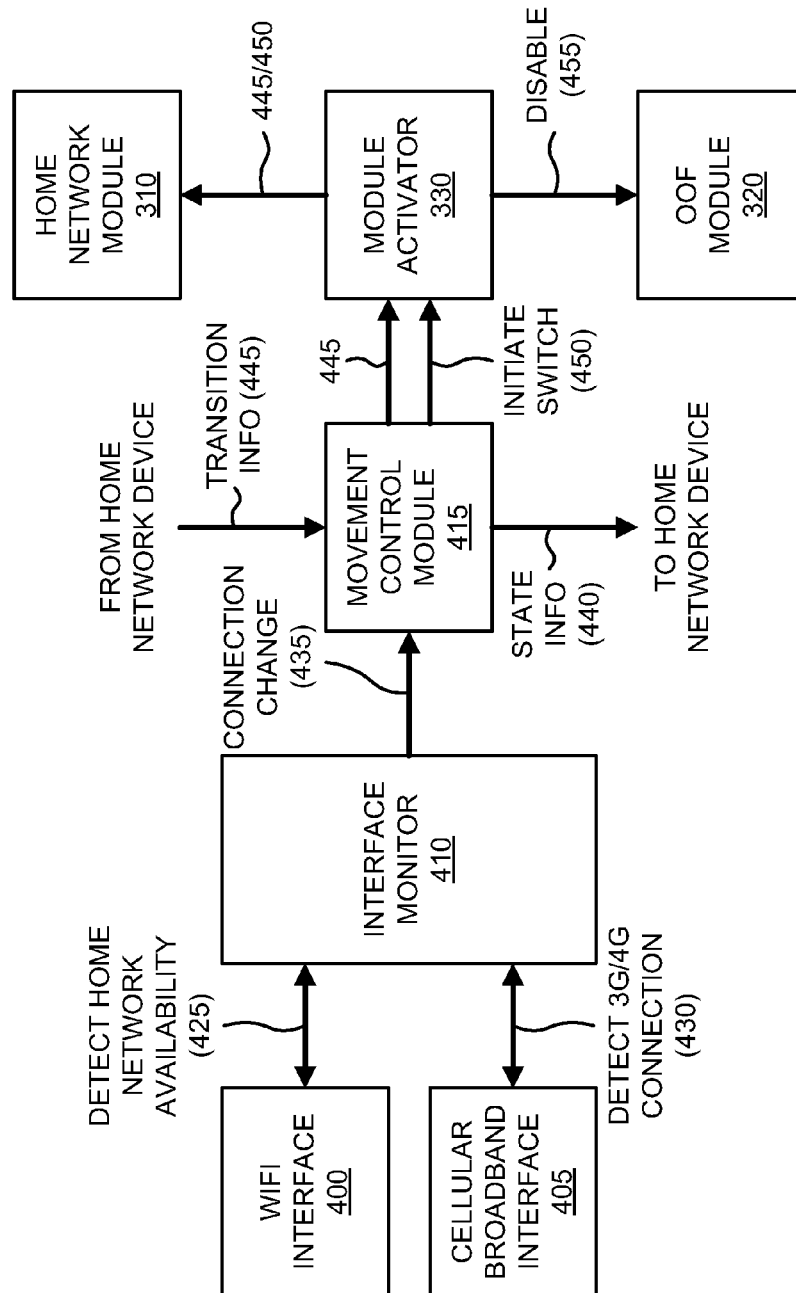 DETECT HOME
NETWORK
AVAILABILITY
(425)
WIFI
INTERFACE
400
CELLULAR
BROADBAND
INTERFACE
405
DETECT 3G/4G
CONNECTION
(430)
INTERFACE
MONITOR
410
CONNECTION
CHANGE
(435)
FROM HOME
NETWORK DEVICE
TRANSITION
INFO (445)
MOVEMENT
CONTROL
MODULE
415
STATE
INFO
(440)
TO HOME
NETWORK DEVICE
445
INITIATE
SWITCH
(450)
HOME
NETWORK
MODULE
310
445/450
MODULE
ACTIVATOR
330
DISABLE
(455)
OOF
MODULE
320